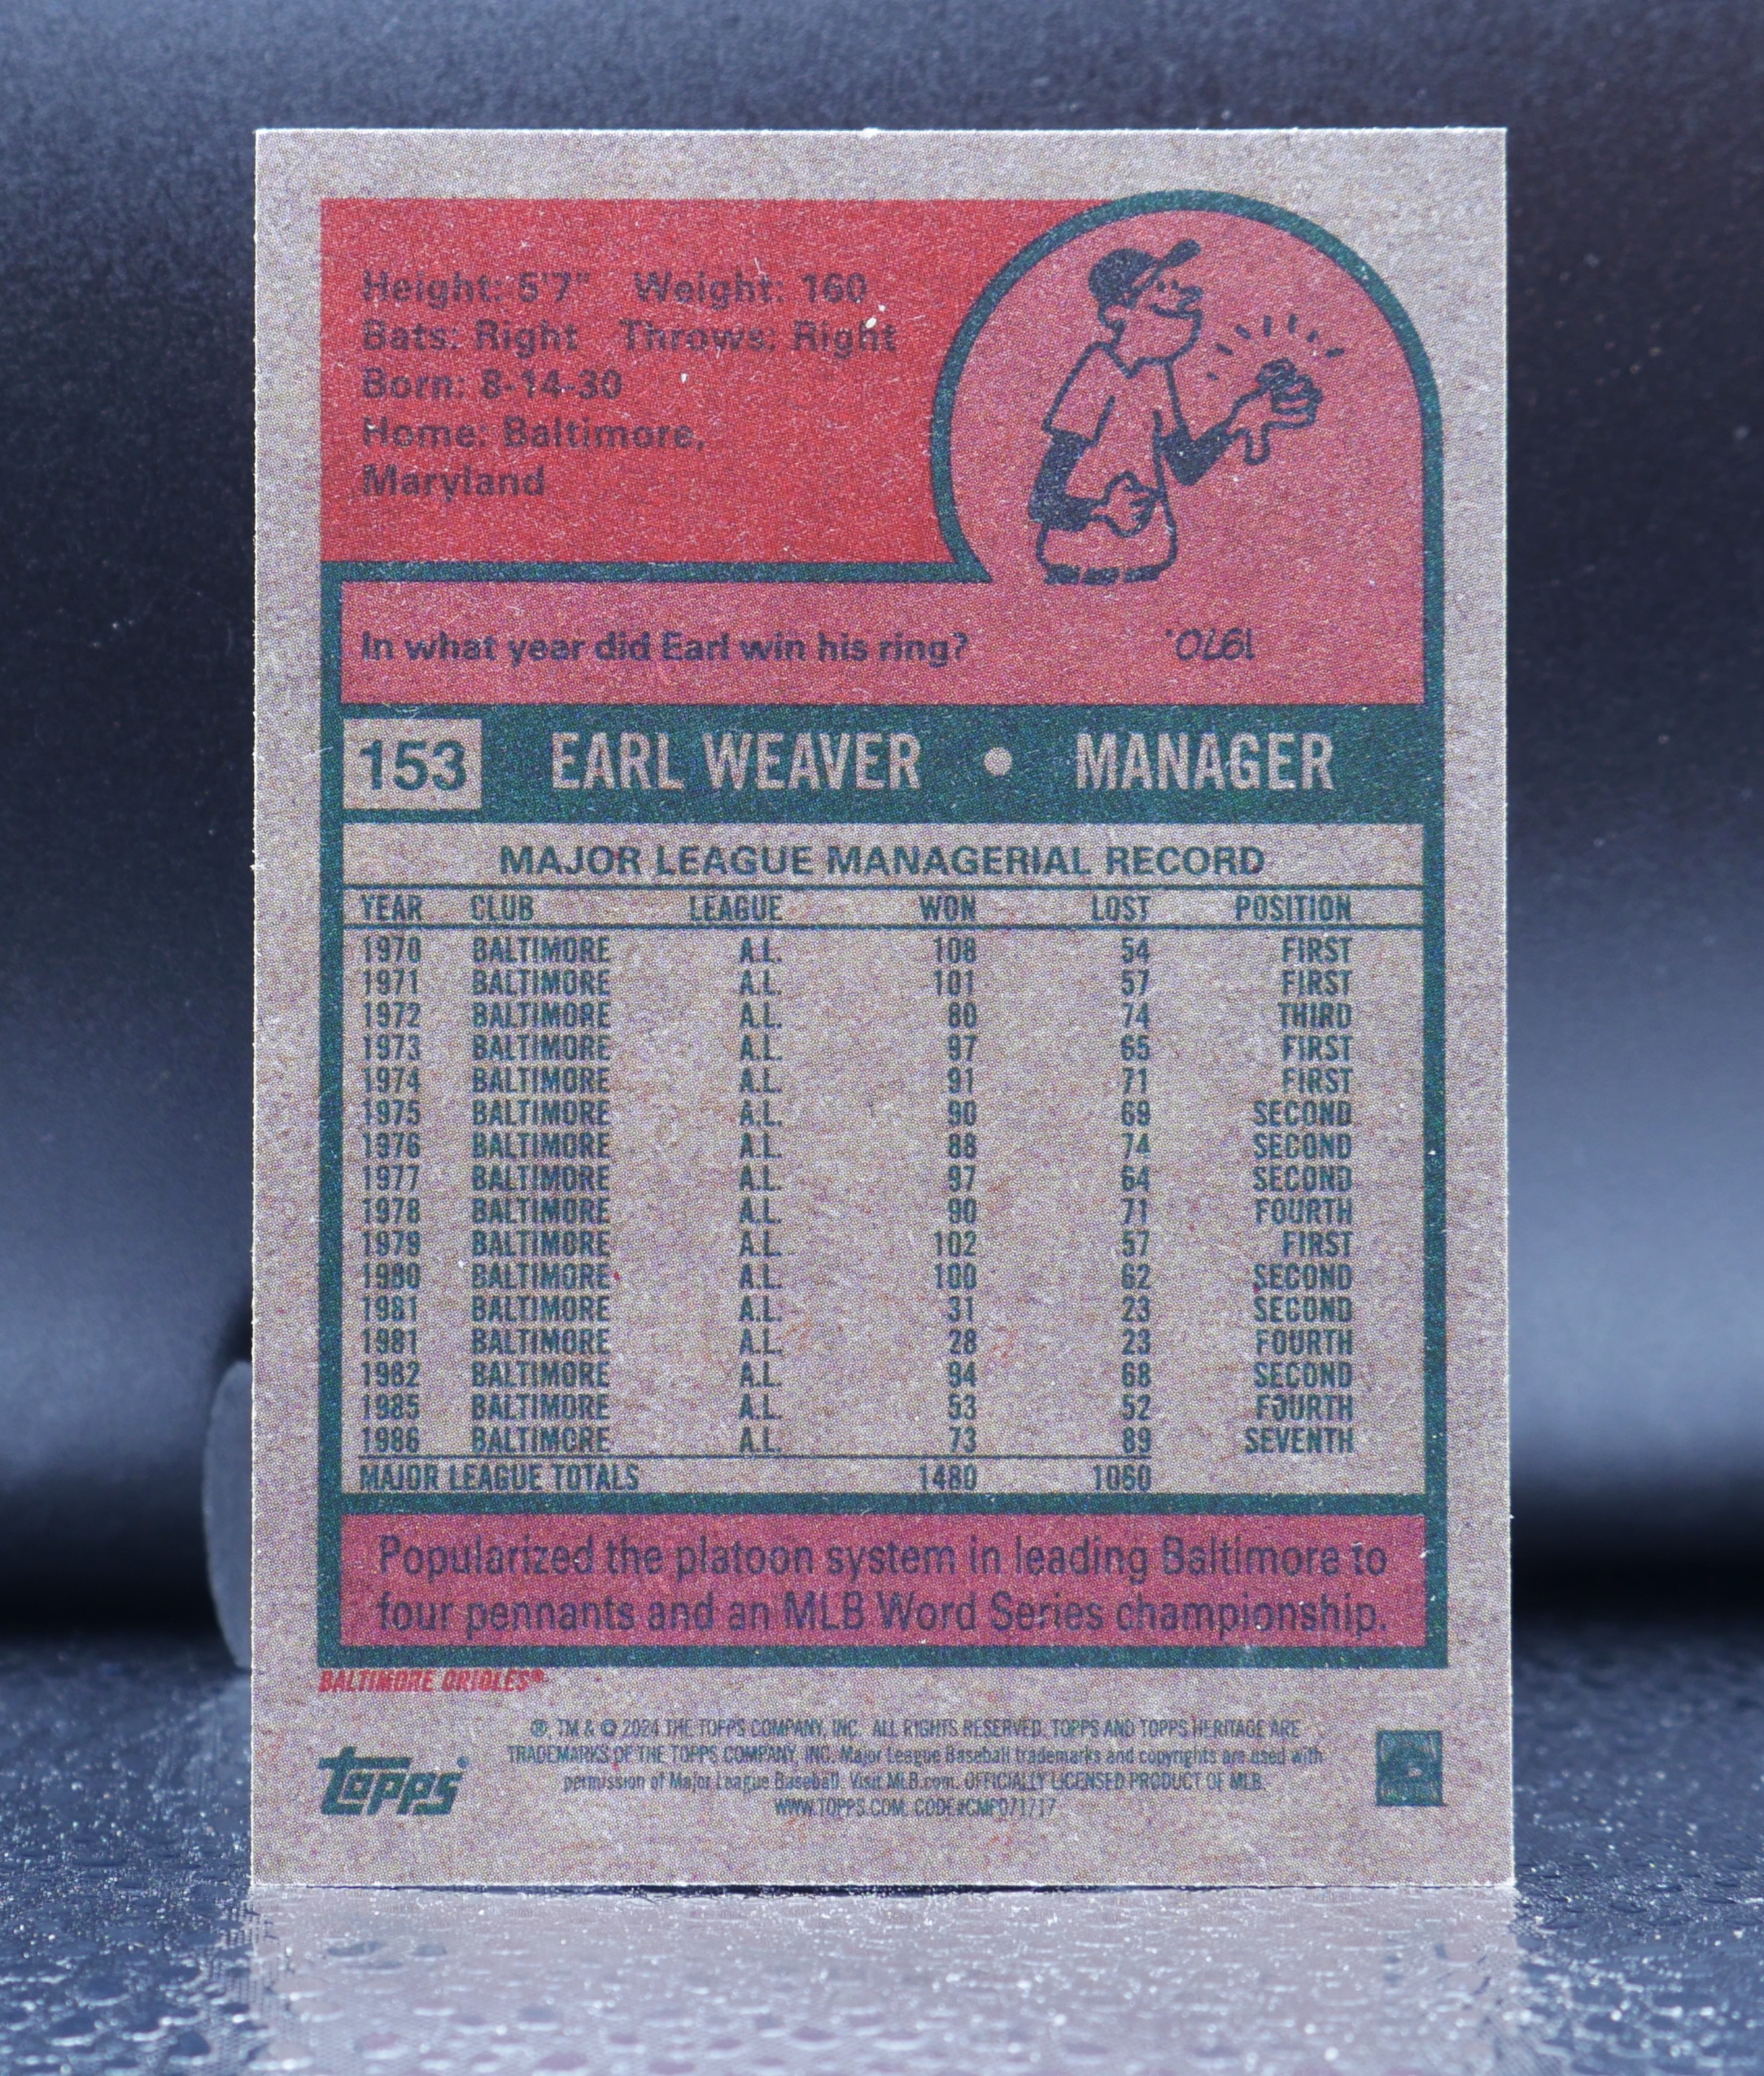 Height: 5'7" Weight: 160
Bats: Right Throws: Right
Born: 8-14-30
Home: Baltimore,
Maryland
In what year did Earl win his ring?
1970.
153 EARL WEAVER • MANAGER
MAJOR LEAGUE MANAGERIAL RECORD
YEAR CLUB LEAGUE WON LOST POSITION
1970 BALTIMORE A.L. 108 54 FIRST
1971 BALTIMORE A.L. 101 57 FIRST
1972 BALTIMORE A.L. 80 74 THIRD
1973 BALTIMORE A.L. 97 65 FIRST
1974 BALTIMORE A.L. 91 71 FIRST
1975 BALTIMORE A.L. 90 69 SECOND
1976 BALTIMORE A.L. 88 74 SECOND
1977 BALTIMORE A.L. 97 64 SECOND
1978 BALTIMORE A.L. 90 71 FOURTH
1979 BALTIMORE A.L. 102 57 FIRST
1980 BALTIMORE A.L. 100 62 SECOND
1981 BALTIMORE A.L. 31 23 SECOND
1981 BALTIMORE A.L. 28 23 FOURTH
1982 BALTIMORE A.L. 94 68 SECOND
1985 BALTIMORE A.L. 53 52 FOURTH
1986 BALTIMORE A.L. 73 89 SEVENTH
MAJOR LEAGUE TOTALS 1480 1060
Popularized the platoon system in leading Baltimore to
four pennants and an MLB Word Series championship.
BALTIMORE ORIOLES®
®, TM & © 2024 THE TOPPS COMPANY, INC. ALL RIGHTS RESERVED. TOPPS AND TOPPS HERITAGE ARE
TRADEMARKS OF THE TOPPS COMPANY, INC. Major League Baseball trademarks and copyrights are used with
permission of Major League Baseball. Visit MLB.com. OFFICIALLY LICENSED PRODUCT OF MLB.
WWW.TOPPS.COM. CODE#CMP071717
Topps®